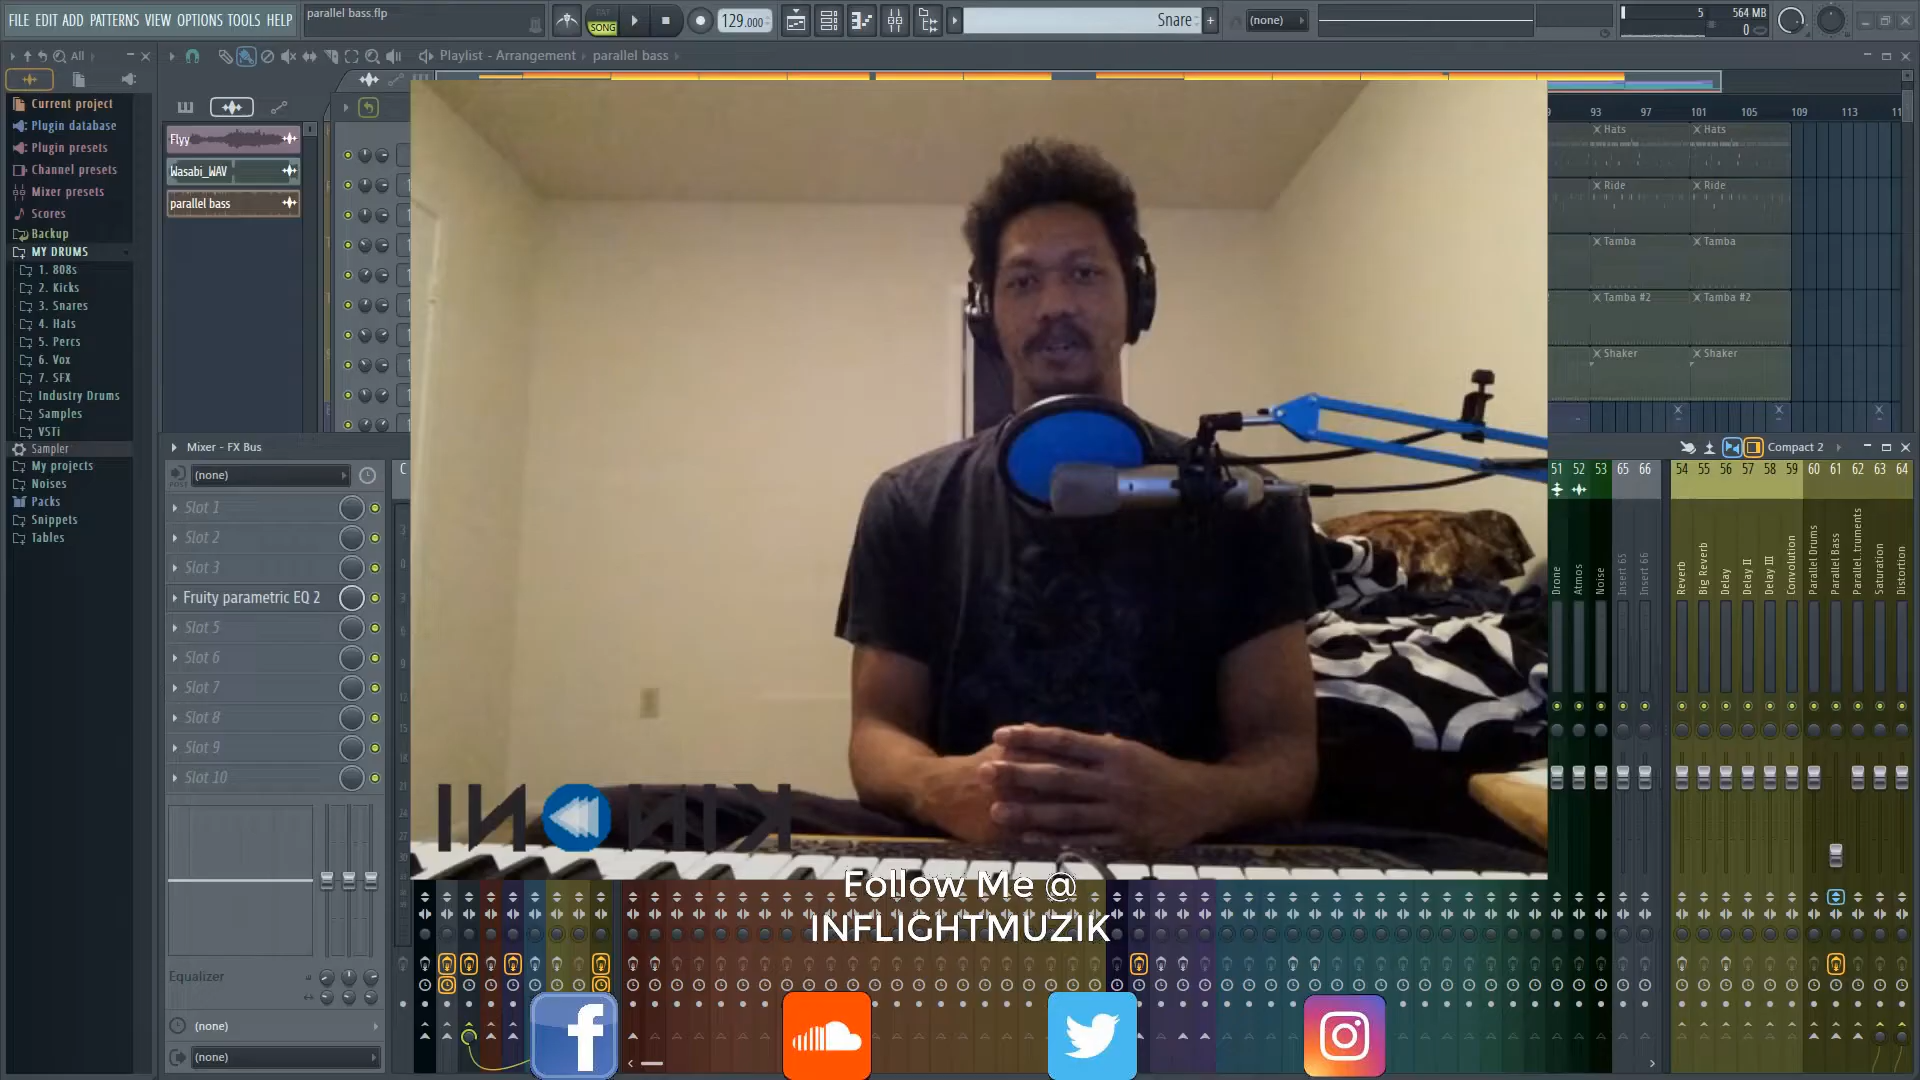 FILE EDIT ADD PATTERNS VIEW OPTIONS TOOLS HELP
parallel bass.flp
PAT
SONG
129.000
Snare
(none)
5
564 MB
0
All
Playlist - Arrangement › parallel bass
Current project
Plugin database
Plugin presets
Channel presets
Mixer presets
Scores
Backup
MY DRUMS
1. 808s
2. Kicks
3. Snares
4. Hats
5. Percs
6. Vox
7. SFX
Industry Drums
Samples
VSTi
Sampler
My projects
Noises
Packs
Snippets
Tables
Flyy
Wasabi_WAV
parallel bass
93 97 101 105 109 113
Hats Hats
Ride Ride
Tamba Tamba
Tamba #2 Tamba #2
Shaker Shaker
Mixer - FX Bus
(none)
POST
Slot 1
Slot 2
Slot 3
Fruity parametric EQ 2
Slot 5
Slot 6
Slot 7
Slot 8
Slot 9
Slot 10
Equalizer
(none)
(none)
Compact 2
51 52 53 65 66 54 55 56 57 58 59 60 61 62 63 64
Drone
Atmos
Noise
Insert 65
Insert 66
Reverb
Big Reverb
Delay
Delay II
Delay III
Convolution
Parallel Drums
Parallel Bass
Parallel ..truments
Saturation
Distortion
Follow Me @
INFLIGHTMUZIK